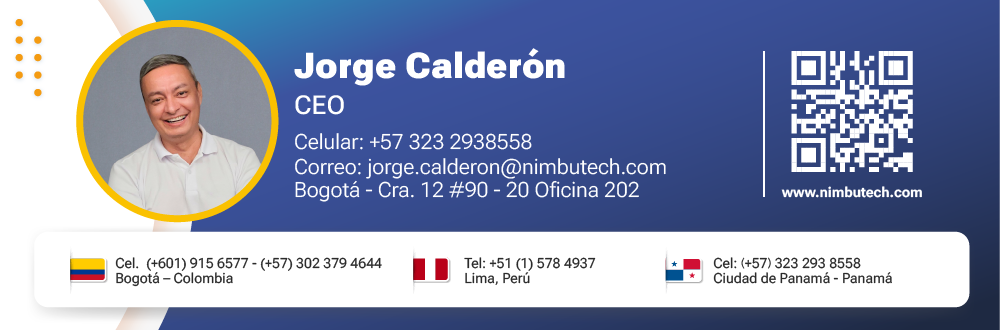 Jorge Calderón
CEO
Celular: +57 323 2938558
Correo: jorge.calderon@nimbutech.com
Bogotá - Cra. 12 #90 - 20 Oficina 202
www.nimbutech.com
Cel. (+601) 915 6577 - (+57) 302 379 4644
Bogotá – Colombia
Tel: +51 (1) 578 4937
Lima, Perú
Cel: (+57) 323 293 8558
Ciudad de Panamá - Panamá